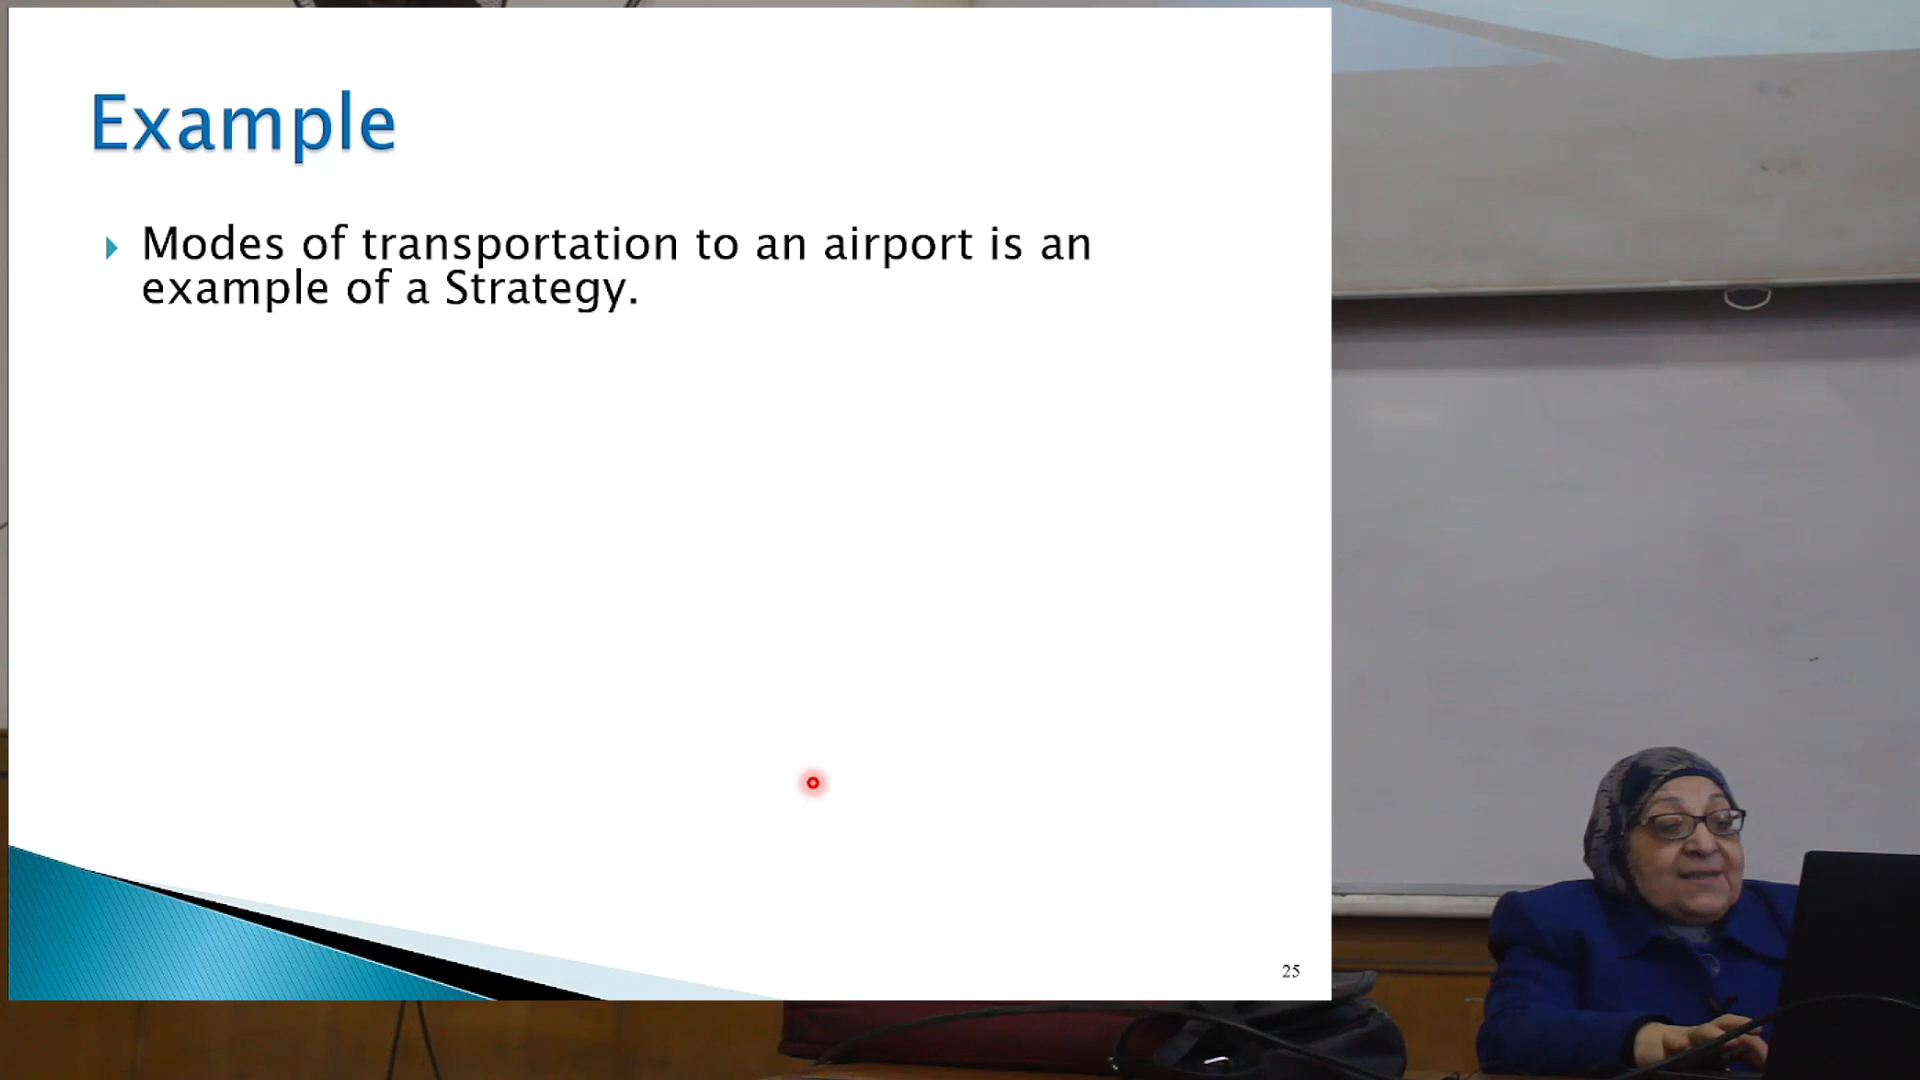 Example
Modes of transportation to an airport is an
example of a Strategy.
25